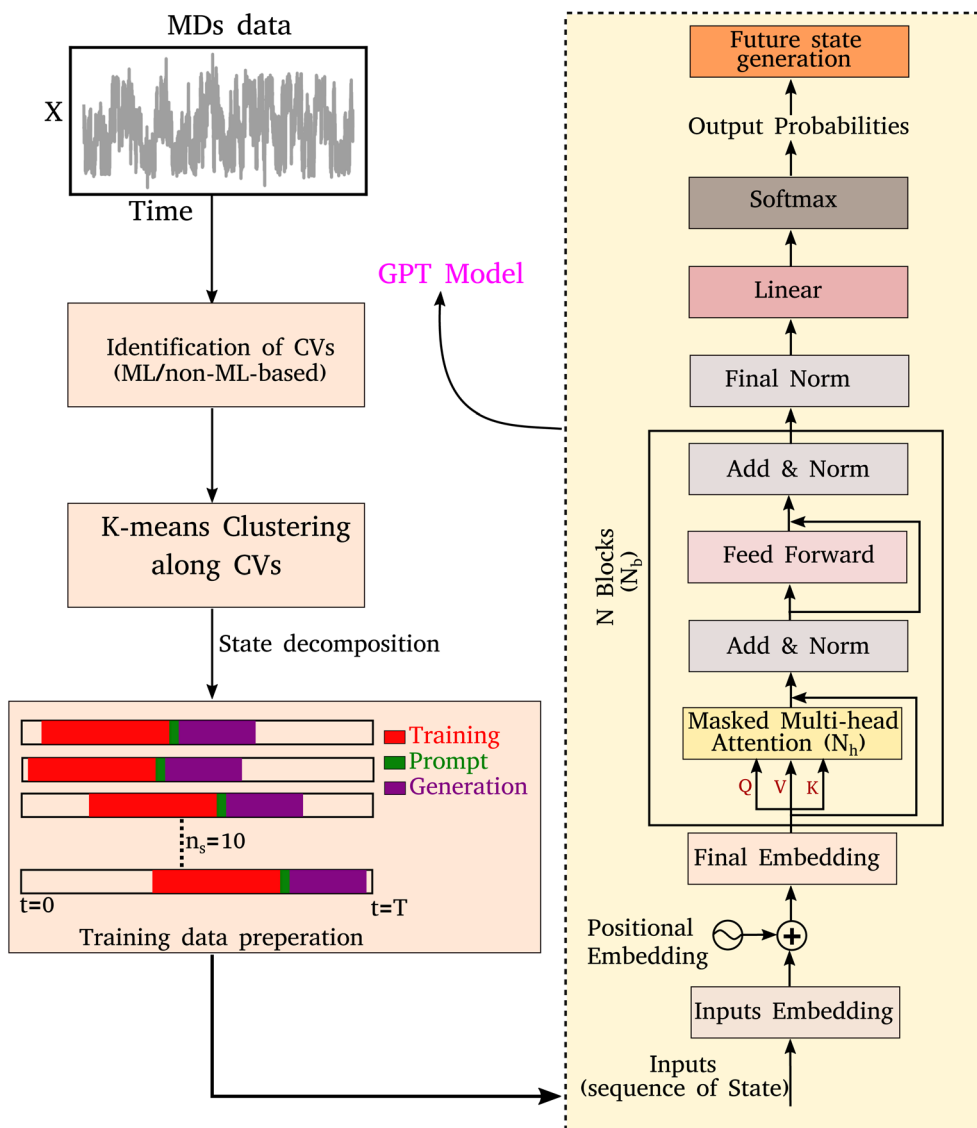 MDs data
X
Time
Identification of CVs
(ML/non-ML-based)
K-means Clustering
along CVs
State decomposition
Training
Prompt
Generation
nₛ=10
t=0
t=T
Training data preperation
GPT Model
Future state
generation
Output Probabilities
Softmax
Linear
Final Norm
Add & Norm
Feed Forward
Add & Norm
Masked Multi-head
Attention (Nₕ)
Q
V
K
N Blocks
(N_b)
Final Embedding
Positional
Embedding
Inputs Embedding
Inputs
(sequence of State)